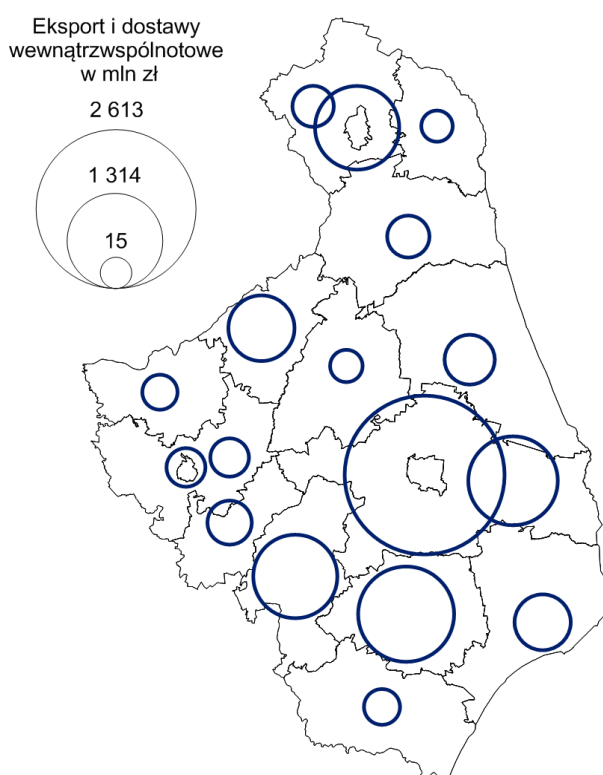 Eksport i dostawy
wewnątrzwspólnotowe
w mln zł
2 613
1 314
15